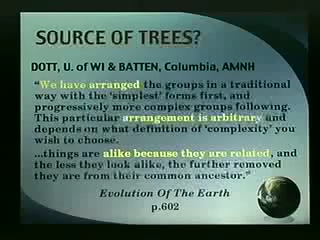 SOURCE OF TREES?
DOTT, U. of WI & BATTEN, Columbia, AMNH
“We have arranged the groups in a traditional
way with the ‘simplest’ forms first, and
progressively more complex groups following.
This particular arrangement is arbitrary and
depends on what definition of ‘complexity’ you
wish to choose.
...things are alike because they are related, and
the less they look alike, the further removed
they are from their common ancestor.”
Evolution Of The Earth
p.602